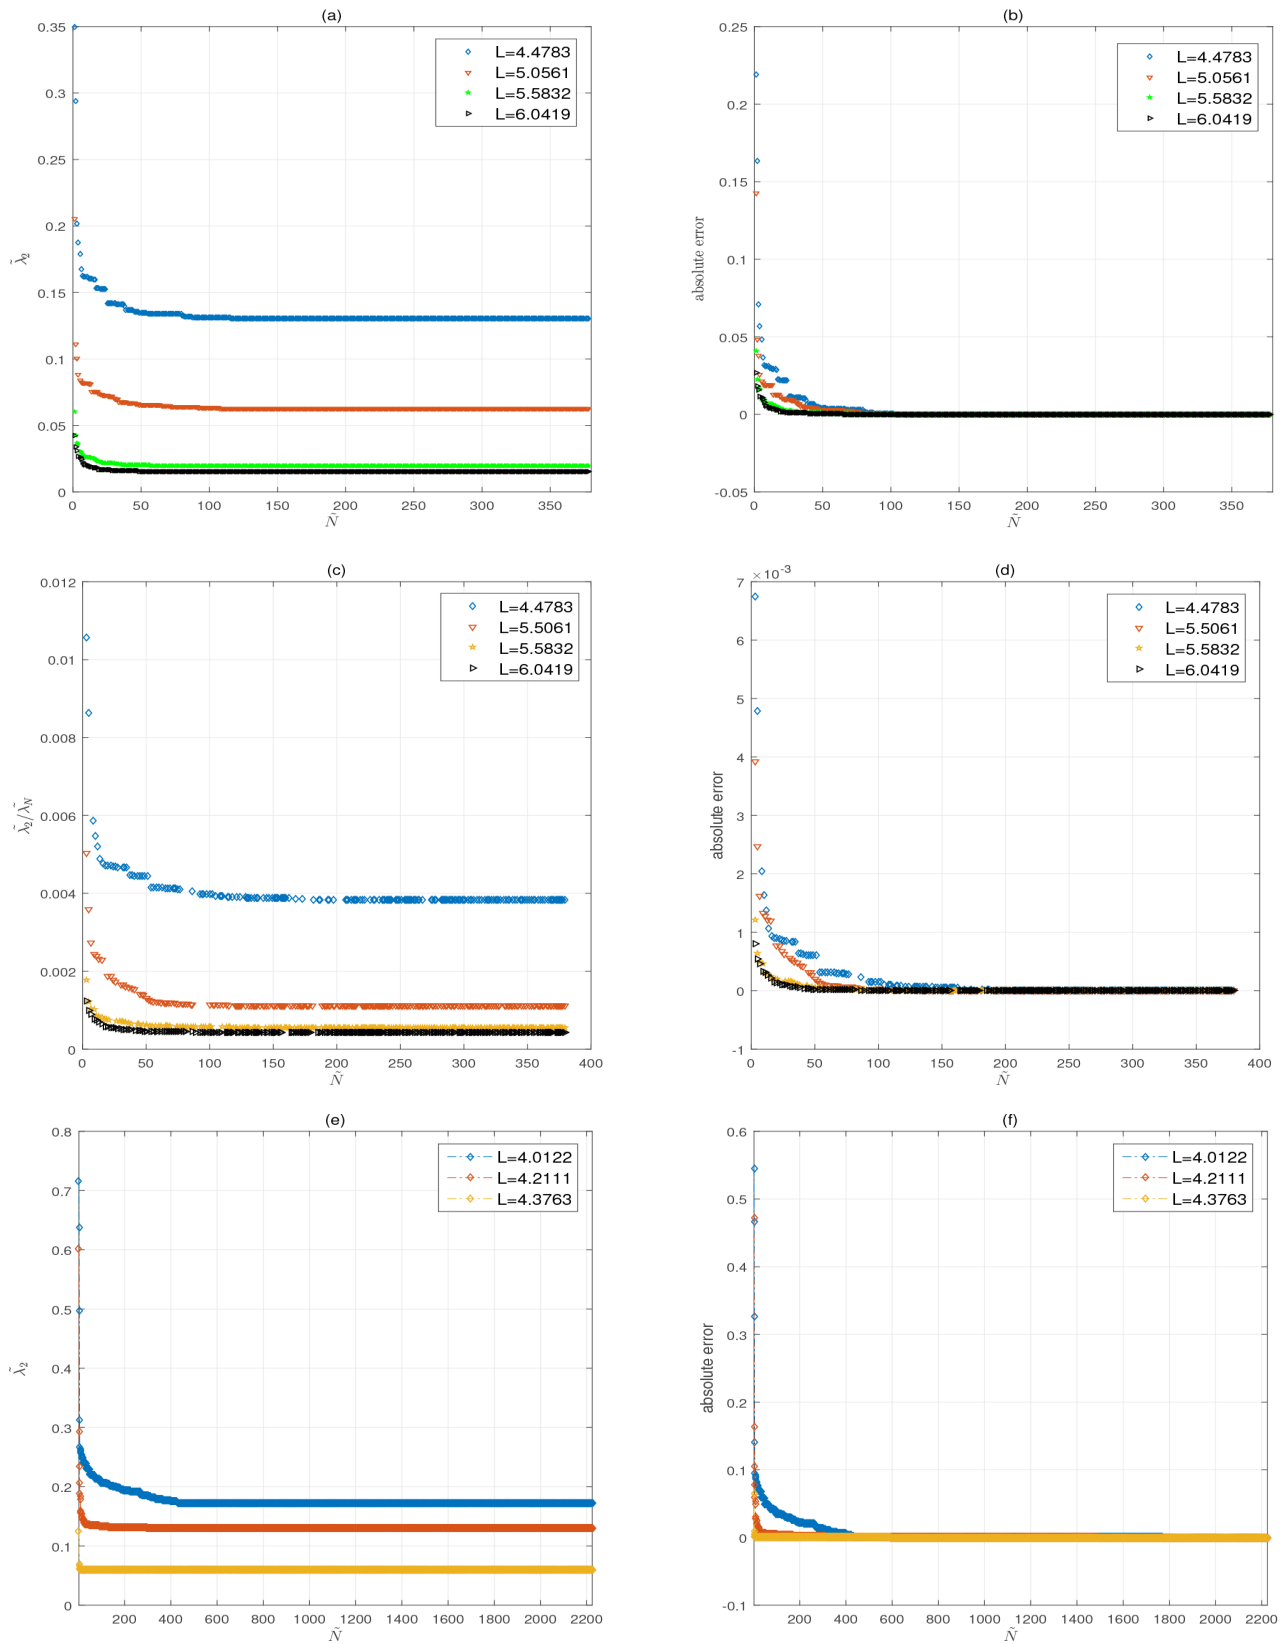 (a)
0.35
0.3
0.25
0.2
0.15
0.1
0.05
0
0 50 100 150 200 250 300 350
λ̃₂
Ñ
L=4.4783
L=5.0561
L=5.5832
L=6.0419
(b)
0.25
0.2
0.15
0.1
0.05
0
-0.05
0 50 100 150 200 250 300 350
absolute error
Ñ
L=4.4783
L=5.0561
L=5.5832
L=6.0419
(c)
0.012
0.01
0.008
0.006
0.004
0.002
0
0 50 100 150 200 250 300 350 400
λ̃₂/λ̃_N
Ñ
L=4.4783
L=5.5061
L=5.5832
L=6.0419
(d)
×10⁻³
7
6
5
4
3
2
1
0
-1
0 50 100 150 200 250 300 350 400
absolute error
Ñ
L=4.4783
L=5.5061
L=5.5832
L=6.0419
(e)
0.8
0.7
0.6
0.5
0.4
0.3
0.2
0.1
0
200 400 600 800 1000 1200 1400 1600 1800 2000 2200
λ̃₂
Ñ
L=4.0122
L=4.2111
L=4.3763
(f)
0.6
0.5
0.4
0.3
0.2
0.1
0
-0.1
200 400 600 800 1000 1200 1400 1600 1800 2000 2200
absolute error
Ñ
L=4.0122
L=4.2111
L=4.3763